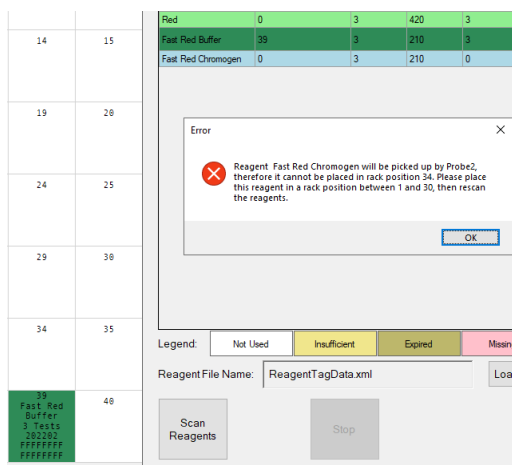 Red 0 3 420 3
14 15 Fast Red Buffer 39 3 210 3
Fast Red Chromogen 0 3 210 0
19 20
Error
Reagent Fast Red Chromogen will be picked up by Probe2,
therefore it cannot be placed in rack position 34. Please place
this reagent in a rack position between 1 and 30, then rescan
the reagents.
24 25
OK
29 30
34 35
Legend: Not Used Insufficient Expired Missin
Reagent File Name: ReagentTagData.xml Loa
39
Fast Red
Buffer
3 Tests
202202
FFFFFFFF
FFFFFFFF
40
Scan
Reagents
Stop